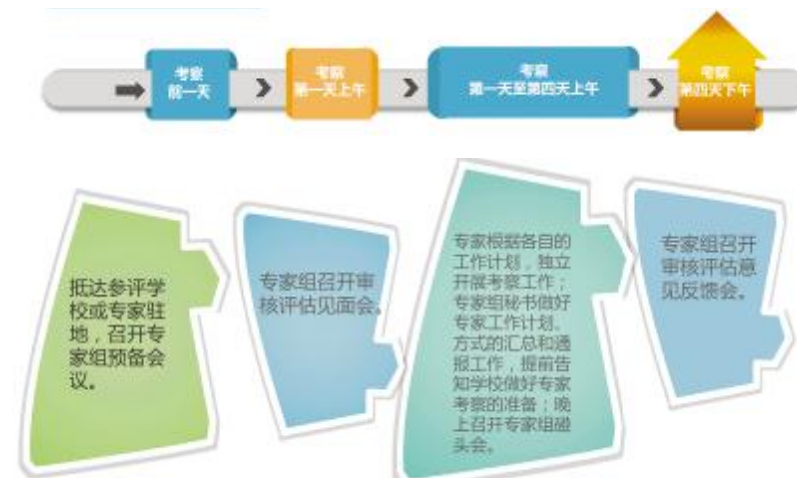 考察
前一天
考察
第一天上午
考察
第一天至第四天上午
考察
第四天下午
抵达参评学
校或专家驻
地，召开专
家组预备会
议。
专家组召开审
核评估见面会。
专家根据各目的
工作计划，独立
开展考察工作；
专家组秘书做好
专家工作计划、
方式的汇总和通
报工作，提前告
知学校做好专家
考察的准备；晚
上召开专家组碰
头会。
专家组召开
审核评估意
见反馈会。